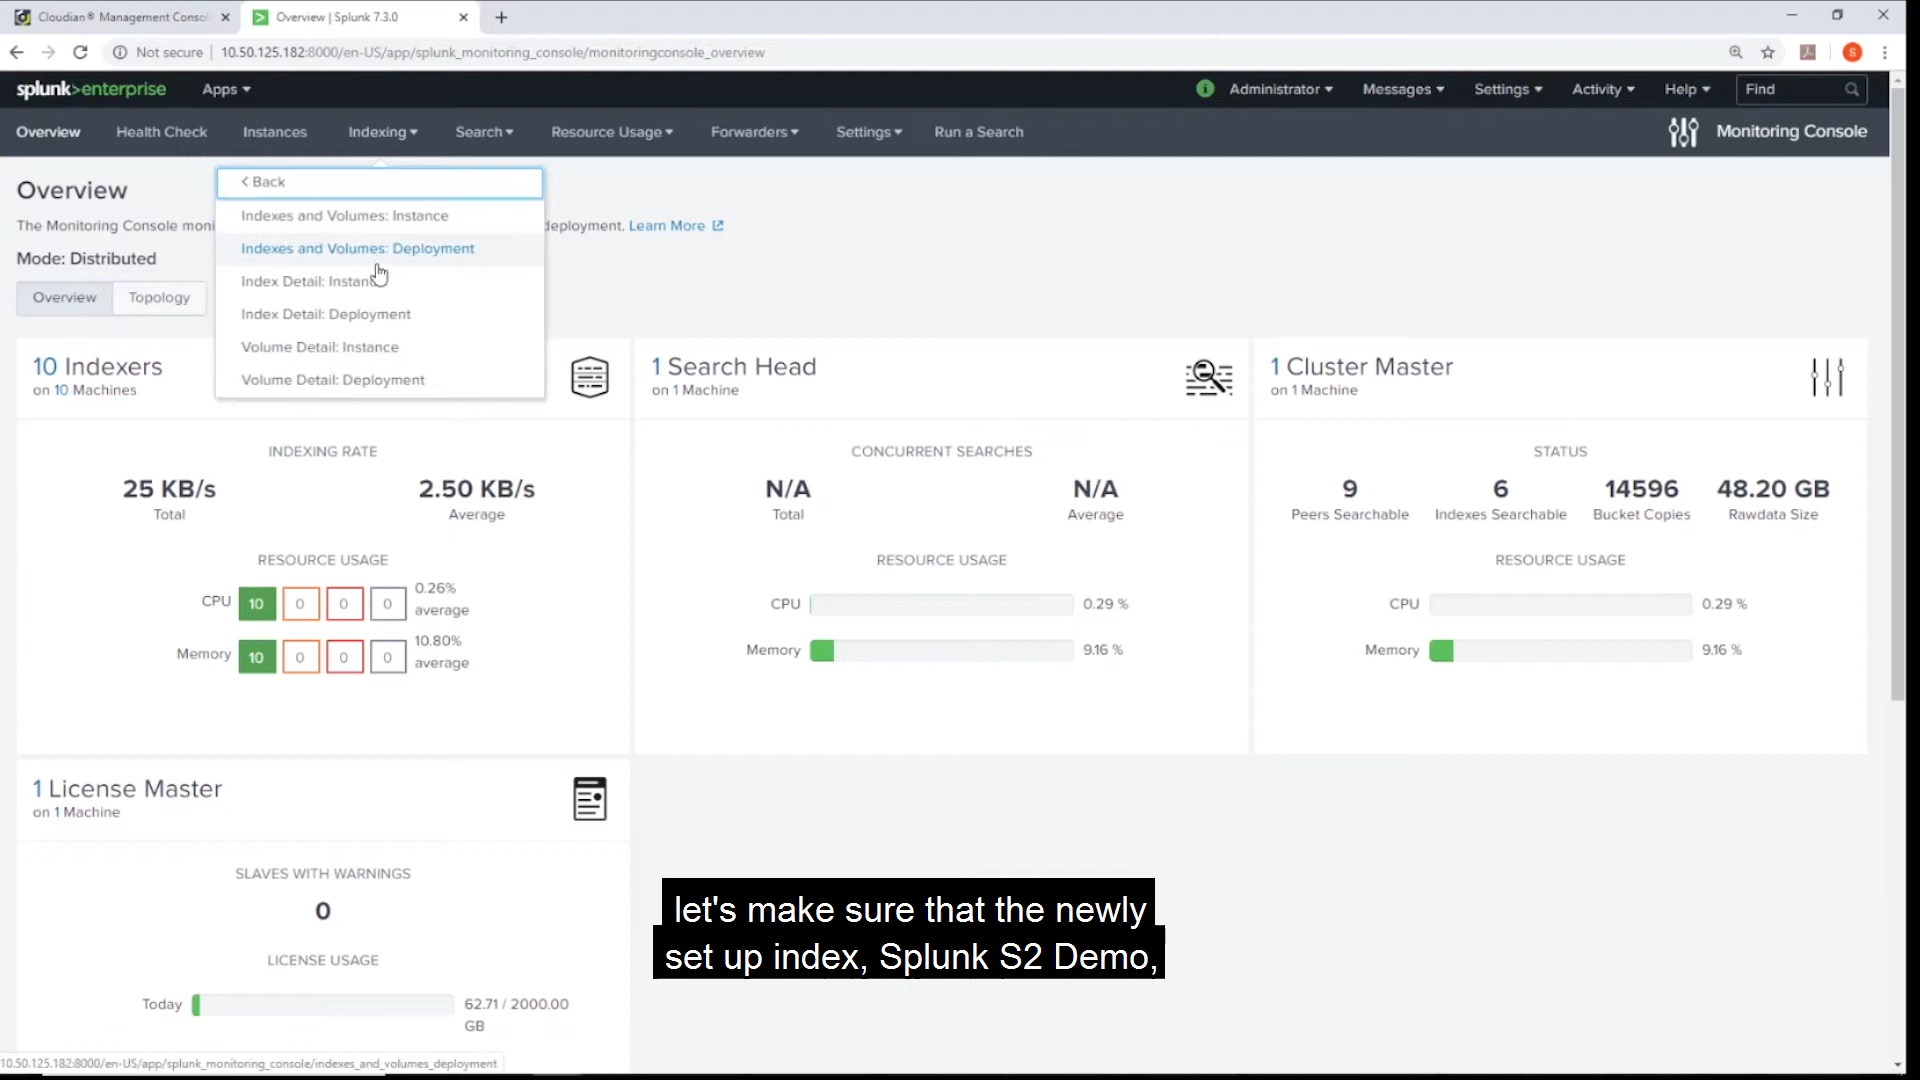 Cloudian® Management Consol
Overview | Splunk 7.3.0
Not secure | 10.50.125.182:8000/en-US/app/splunk_monitoring_console/monitoringconsole_overview
S
splunk>enterprise
Apps
i
Administrator
Messages
Settings
Activity
Help
Find
Overview
Health Check
Instances
Indexing
Search
Resource Usage
Forwarders
Settings
Run a Search
Monitoring Console
Overview
The Monitoring Console moni
deployment. Learn More
Mode: Distributed
Overview
Topology
< Back
Indexes and Volumes: Instance
Indexes and Volumes: Deployment
Index Detail: Instanc
Index Detail: Deployment
Volume Detail: Instance
Volume Detail: Deployment
10 Indexers
on 10 Machines
INDEXING RATE
25 KB/s
Total
2.50 KB/s
Average
RESOURCE USAGE
CPU
10
0
0
0
0.26%
average
Memory
10
0
0
0
10.80%
average
1 Search Head
on 1 Machine
CONCURRENT SEARCHES
N/A
Total
N/A
Average
RESOURCE USAGE
CPU
0.29 %
Memory
9.16 %
1 Cluster Master
on 1 Machine
STATUS
9
Peers Searchable
6
Indexes Searchable
14596
Bucket Copies
48.20 GB
Rawdata Size
RESOURCE USAGE
CPU
0.29 %
Memory
9.16 %
1 License Master
on 1 Machine
SLAVES WITH WARNINGS
0
LICENSE USAGE
Today
62.71 / 2000.00
GB
let's make sure that the newly
set up index, Splunk S2 Demo,
10.50.125.182:8000/en-US/app/splunk_monitoring_console/indexes_and_volumes_deployment